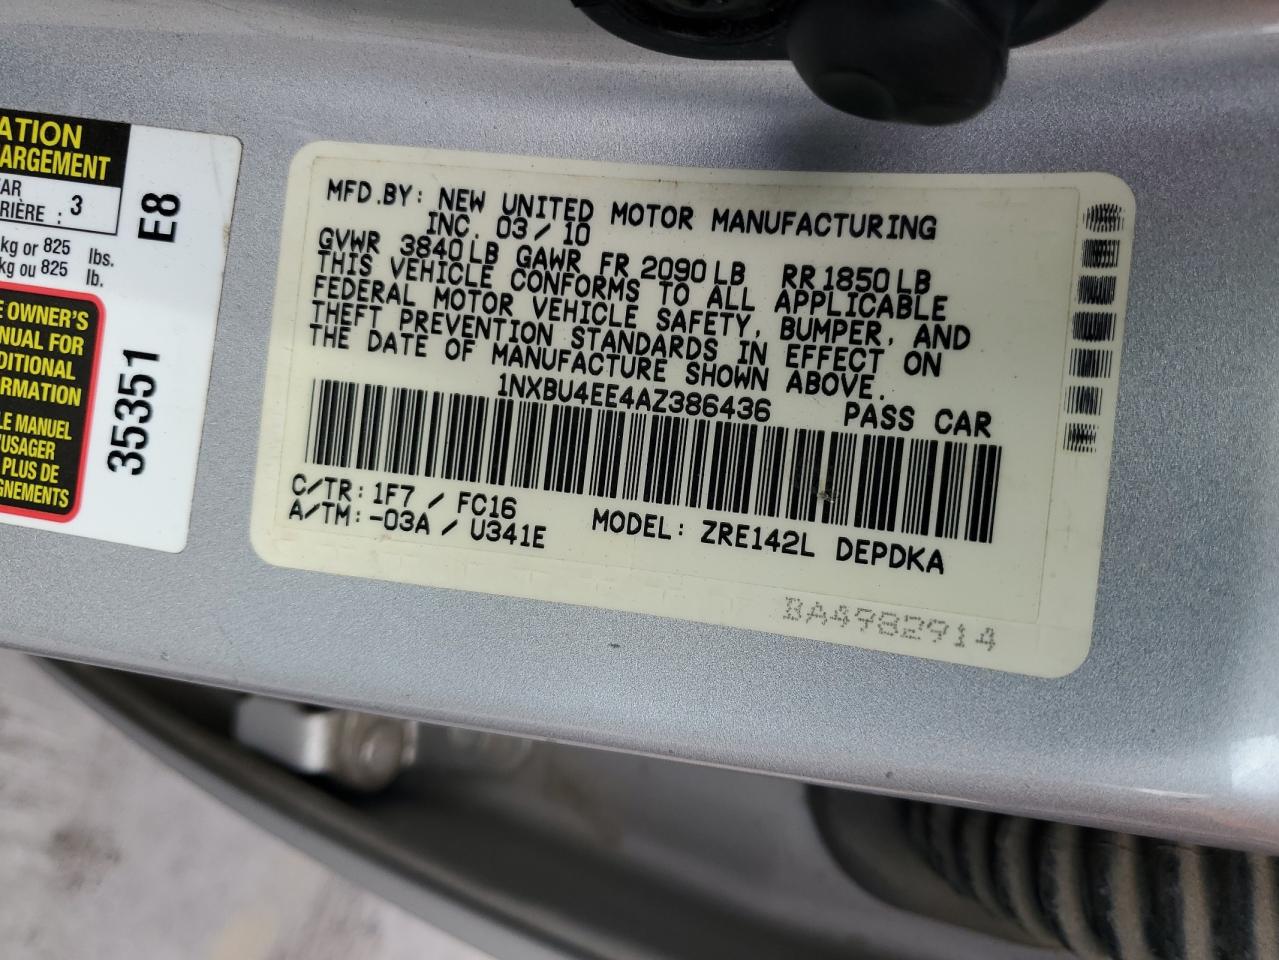 ATION
ARGEMENT
AR
RIÈRE : 3
kg or 825 lbs.
kg ou 825 lb.
E8
E OWNER'S
NUAL FOR
DITIONAL
RMATION
LE MANUEL
'USAGER
PLUS DE
GNEMENTS
35351
MFD.BY: NEW UNITED MOTOR MANUFACTURING
INC. 03/10
GVWR 3840LB GAWR FR 2090LB RR 1850LB
THIS VEHICLE CONFORMS TO ALL APPLICABLE
FEDERAL MOTOR VEHICLE SAFETY, BUMPER, AND
THEFT PREVENTION STANDARDS IN EFFECT ON
THE DATE OF MANUFACTURE SHOWN ABOVE.
1NXBU4EE4AZ386436 PASS CAR
C/TR: 1F7 / FC16
A/TM: -03A / U341E MODEL: ZRE142L DEPDKA
BA4982914